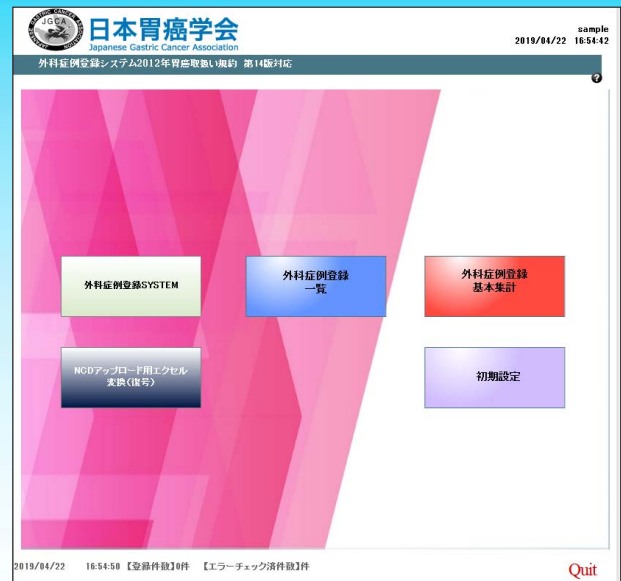 JGCA
日本胃癌学会
Japanese Gastric Cancer Association
sample
2019/04/22 16:54:42
外科症例登録システム2012年胃癌取扱い規約 第14版対応
?
外科症例登録SYSTEM
外科症例登録
一覧
外科症例登録
基本集計
NCDアップロード用エクセル
変換(復号)
初期設定
2019/04/22 16:54:50 【登録件数】0件 【エラーチェック済件数】件
Quit